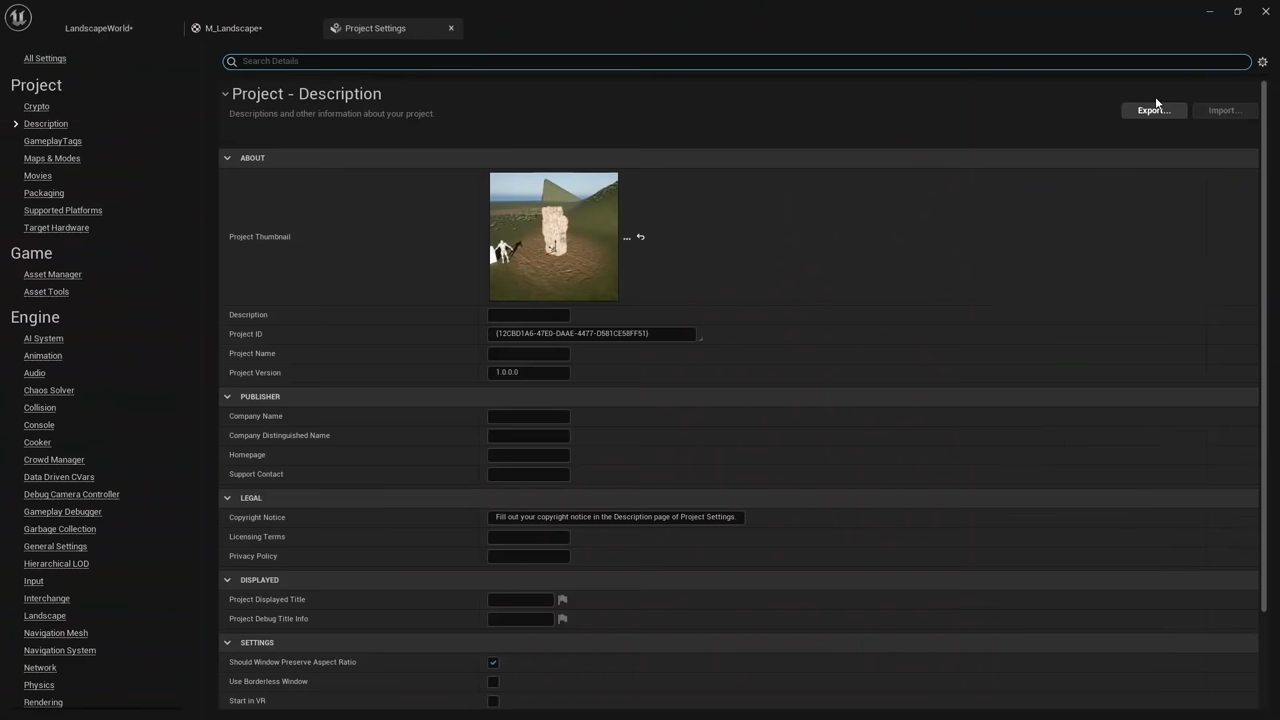 LandscapeWorld*
M_Landscape*
Project Settings
All Settings
Project
Crypto
Description
GameplayTags
Maps & Modes
Movies
Packaging
Supported Platforms
Target Hardware
Game
Asset Manager
Asset Tools
Engine
AI System
Animation
Audio
Chaos Solver
Collision
Console
Cooker
Crowd Manager
Data Driven CVars
Debug Camera Controller
Gameplay Debugger
Garbage Collection
General Settings
Hierarchical LOD
Input
Interchange
Landscape
Navigation Mesh
Navigation System
Network
Physics
Rendering
Search Details
Project - Description
Descriptions and other information about your project.
Export...
Import...
ABOUT
Project Thumbnail
Description
Project ID {12CBD1A6-47E0-DAAE-4477-D581CE58FF51}
Project Name
Project Version 1.0.0.0
PUBLISHER
Company Name
Company Distinguished Name
Homepage
Support Contact
LEGAL
Copyright Notice Fill out your copyright notice in the Description page of Project Settings.
Licensing Terms
Privacy Policy
DISPLAYED
Project Displayed Title
Project Debug Title Info
SETTINGS
Should Window Preserve Aspect Ratio
Use Borderless Window
Start in VR